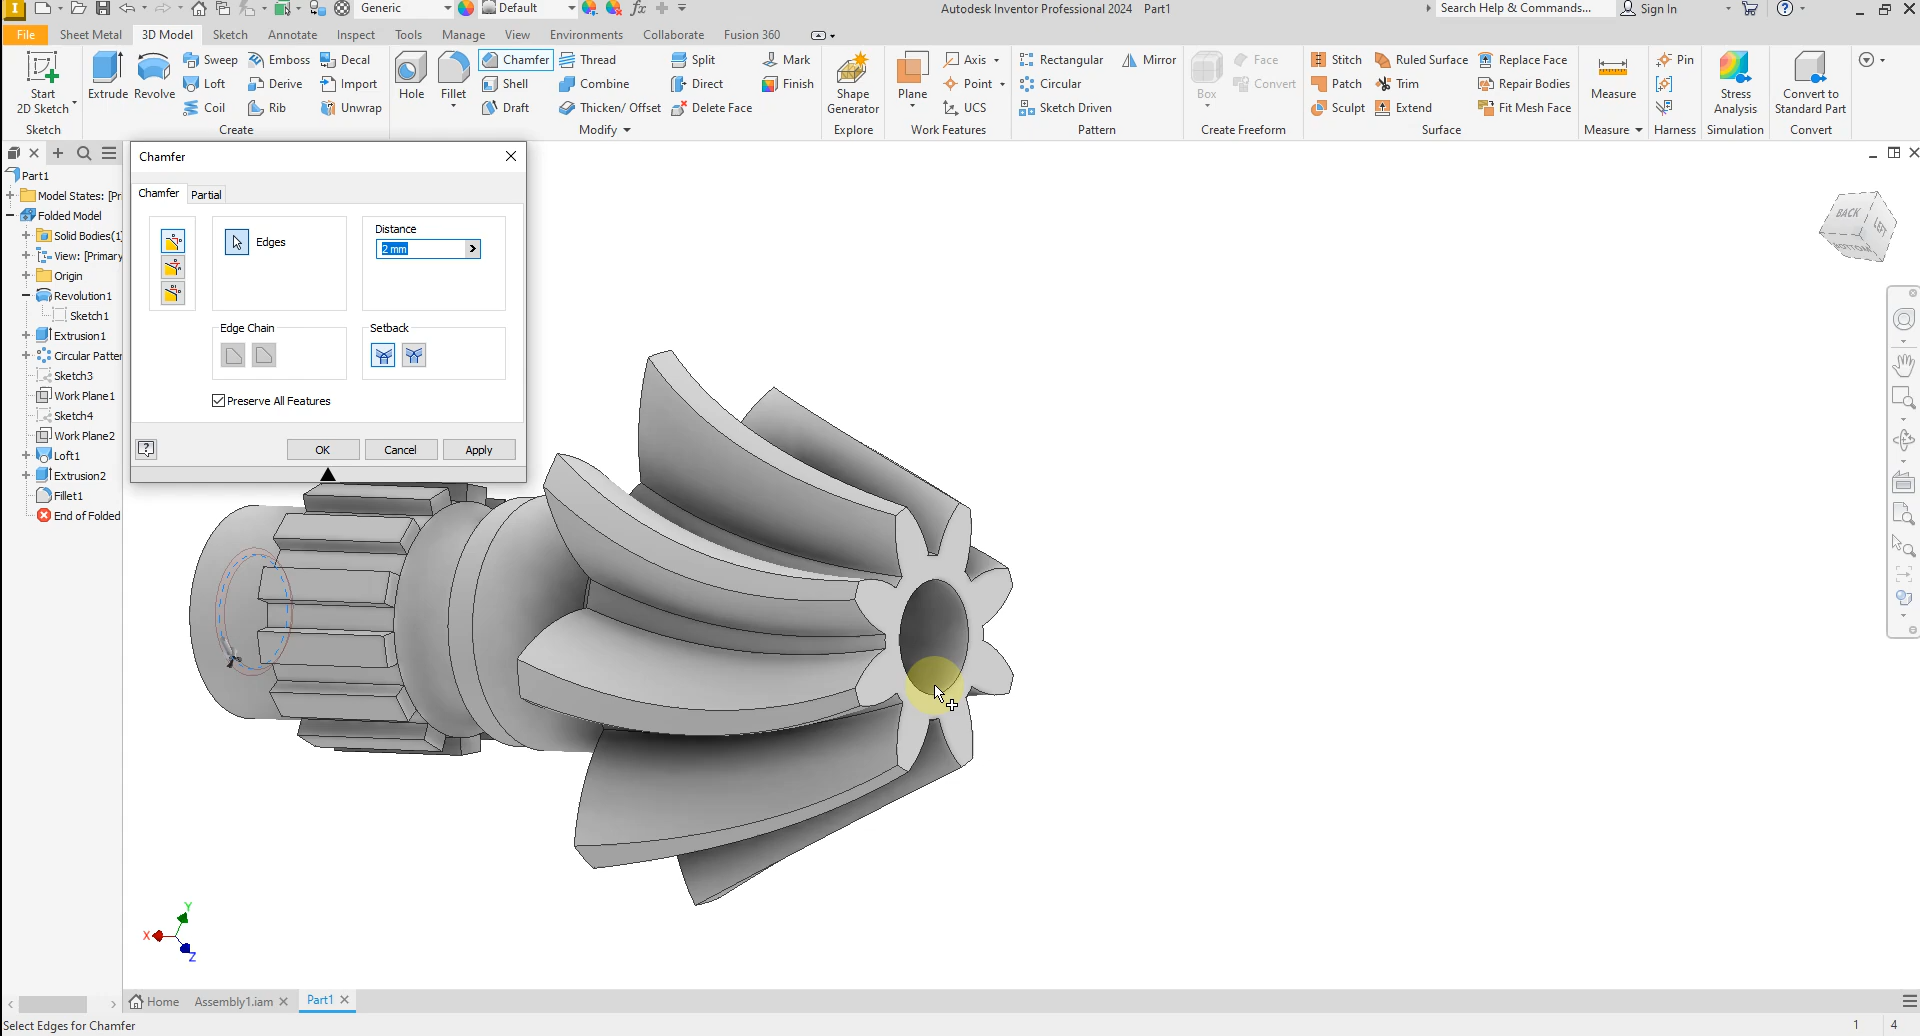 Generic
Default
fx
Autodesk Inventor Professional 2024 Part1
Search Help & Commands...
Sign In
File
Sheet Metal
3D Model
Sketch
Annotate
Inspect
Tools
Manage
View
Environments
Collaborate
Fusion 360
Start
2D Sketch
Sketch
Extrude
Revolve
Sweep
Loft
Coil
Emboss
Derive
Rib
Decal
Import
Unwrap
Create
Hole
Fillet
Chamfer
Shell
Draft
Thread
Combine
Thicken/ Offset
Split
Direct
Delete Face
Mark
Finish
Modify
Shape
Generator
Explore
Plane
Axis
Point
UCS
Work Features
Rectangular
Circular
Sketch Driven
Mirror
Pattern
Box
Face
Convert
Create Freeform
Stitch
Patch
Sculpt
Ruled Surface
Trim
Extend
Replace Face
Repair Bodies
Fit Mesh Face
Surface
Measure
Measure
Pin
Harness
Stress
Analysis
Simulation
Convert to
Standard Part
Convert
Part1
Model States: [Pr
Folded Model
Solid Bodies(1)
View: [Primary
Origin
Revolution1
Sketch1
Extrusion1
Circular Patter
Sketch3
Work Plane1
Sketch4
Work Plane2
Loft1
Extrusion2
Fillet1
End of Folded
Chamfer
Chamfer
Partial
Edges
Distance
2 mm
Edge Chain
Setback
Preserve All Features
OK
Cancel
Apply
BACK
LEFT
BOTTOM
Y
X
Z
Home
Assembly1.iam
Part1
Select Edges for Chamfer
1
4